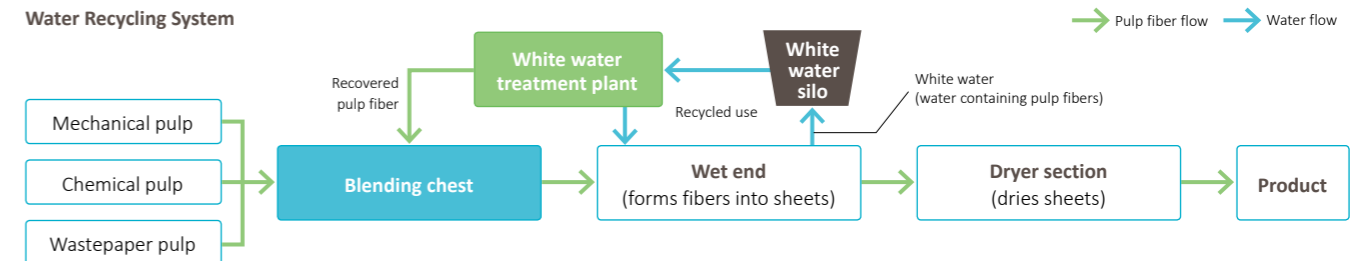 Water Recycling System
Pulp fiber flow
Water flow
White water
treatment plant
White
water
silo
Recovered
pulp fiber
Recycled use
White water
(water containing pulp fibers)
Mechanical pulp
Chemical pulp
Wastepaper pulp
Blending chest
Wet end
(forms fibers into sheets)
Dryer section
(dries sheets)
Product